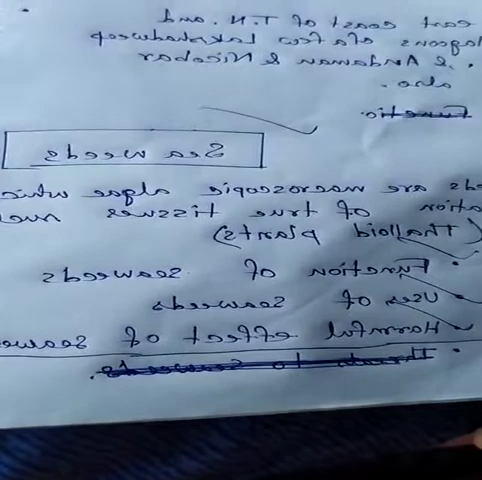 east coast of T.N. and
lagoons of a few Lakshadweep
& Andaman & Nicobar
also.
Sea weeds
are macroscopic algae
of true tissues
(Thalloid plants)
Function of Seaweeds
Uses of Seaweeds
Harmful effect of
Threats to Seaweeds.